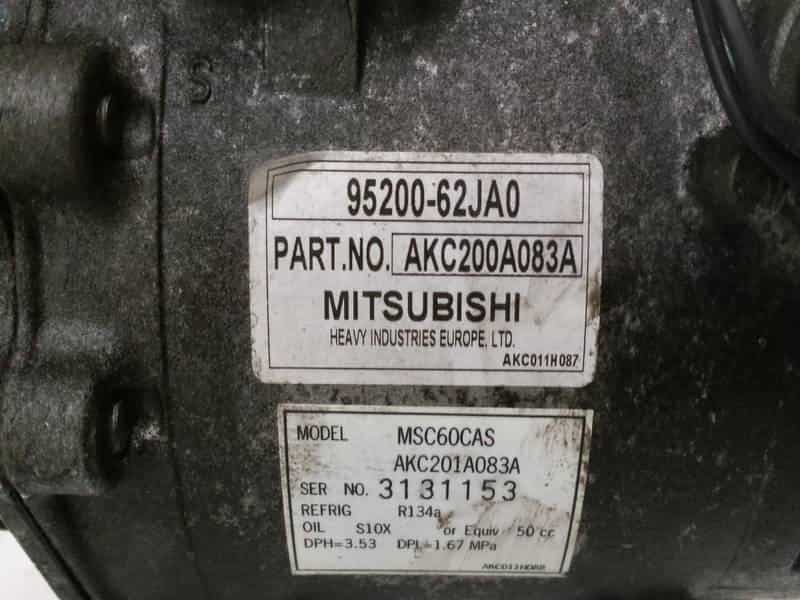 S
95200-62JA0
PART.NO. AKC200A083A
MITSUBISHI
HEAVY INDUSTRIES EUROPE, LTD.
AKC011H087
MODEL MSC60CAS
AKC201A083A
SER NO. 3131153
REFRIG R134a
OIL S10X or Equiv 50 cc
DPH=3.53 DPL=1.67 MPa
AKC011H088